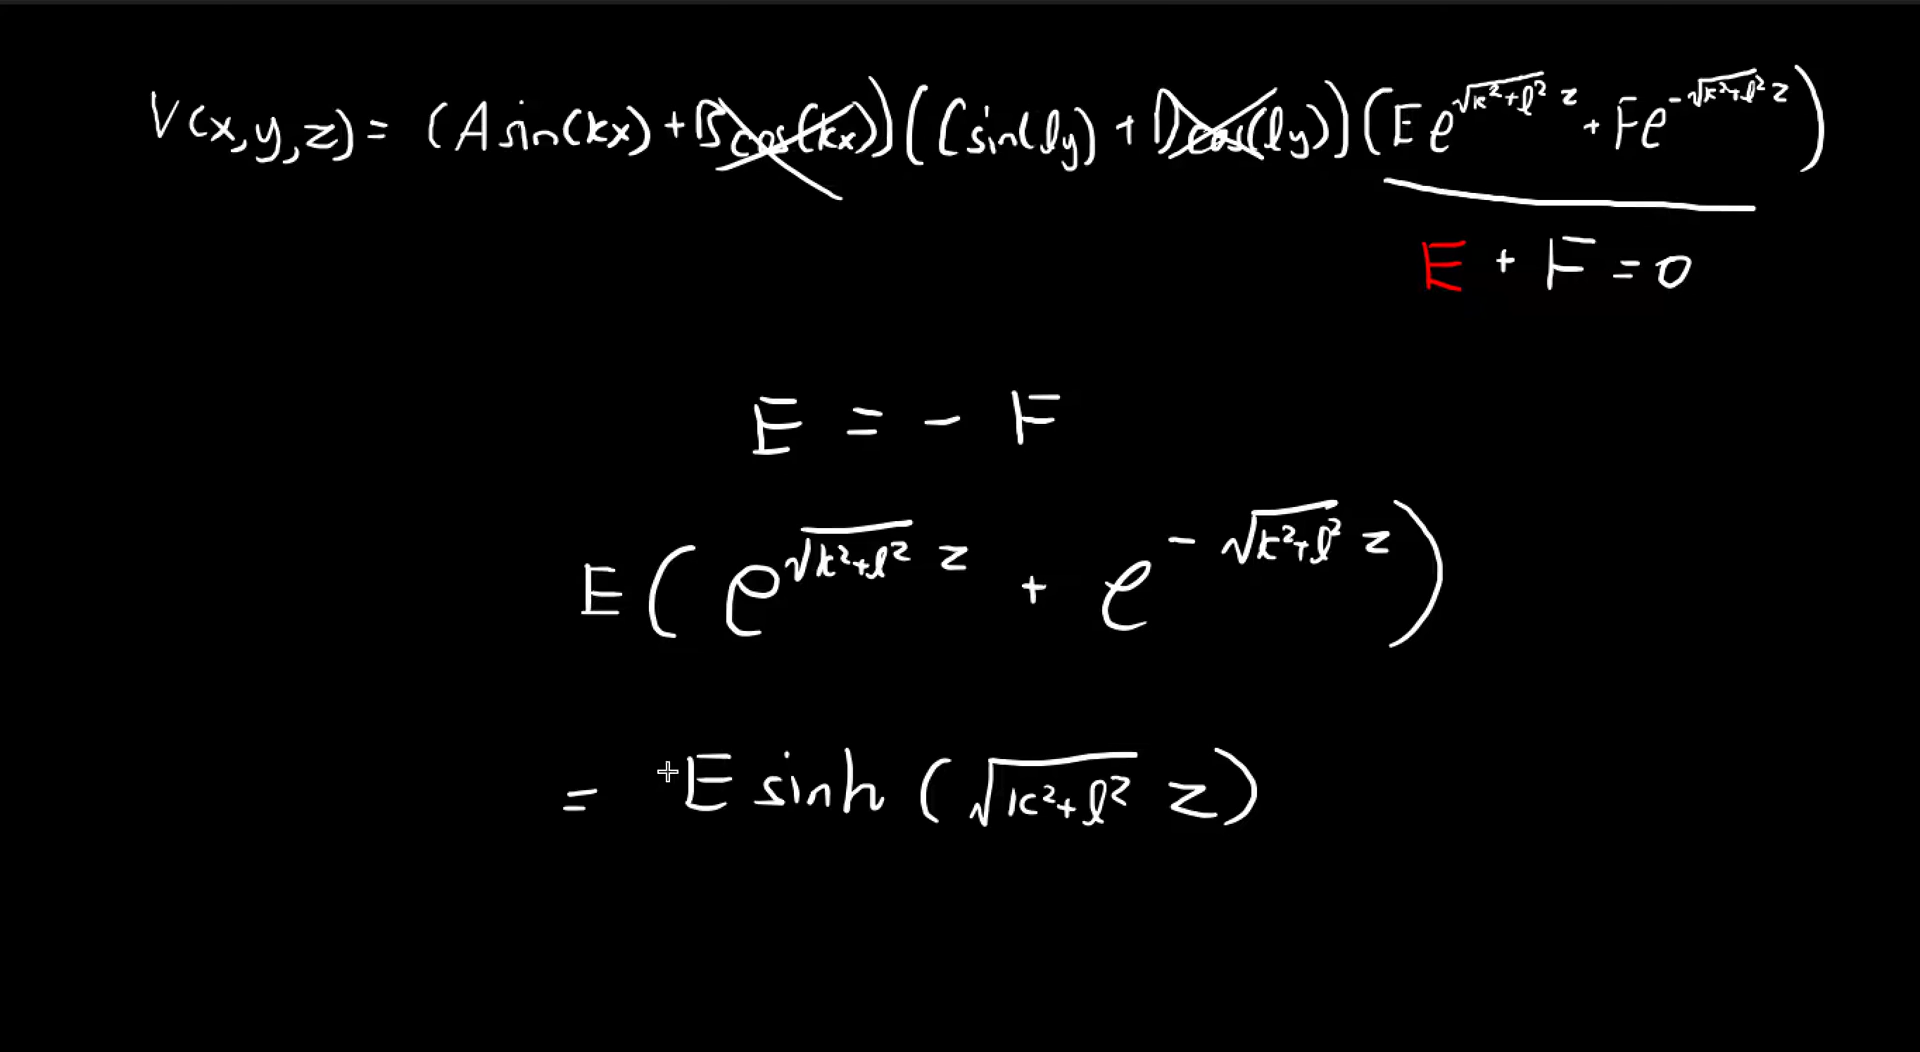 V(x,y,z) = (A sin(kx) + B cos(kx))(C sin(ly) + D cos(ly))(E e^{√(k²+l²) z} + F e^{-√(k²+l²) z})
E + F = 0
E = - F
E ( e^{√(k²+l²) z} + e^{-√(k²+l²) z} )
= E sinh (√(k²+l²) z)